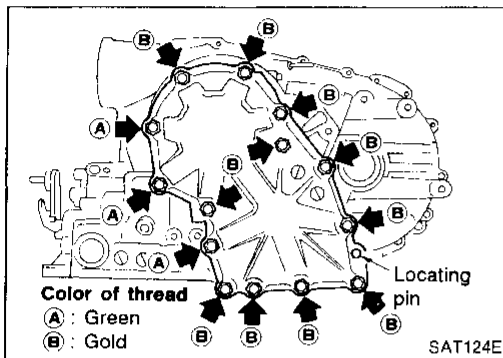 B
B
B
A
B
B
A
B
A
Locating
pin
Color of thread
A : Green
B : Gold
B B B B
SAT124E